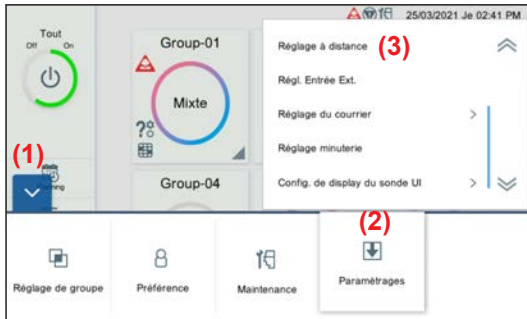 25/03/2021 Je 02:41 PM
Tout
Off On
Group-01
Mixte
Réglage à distance (3)
Régl. Entrée Ext.
Réglage du courrier >
Réglage minuterie
Config. de display du sonde UI >
(1)
Group-04
(2)
Réglage de groupe
Préférence
Maintenance
Paramètrages